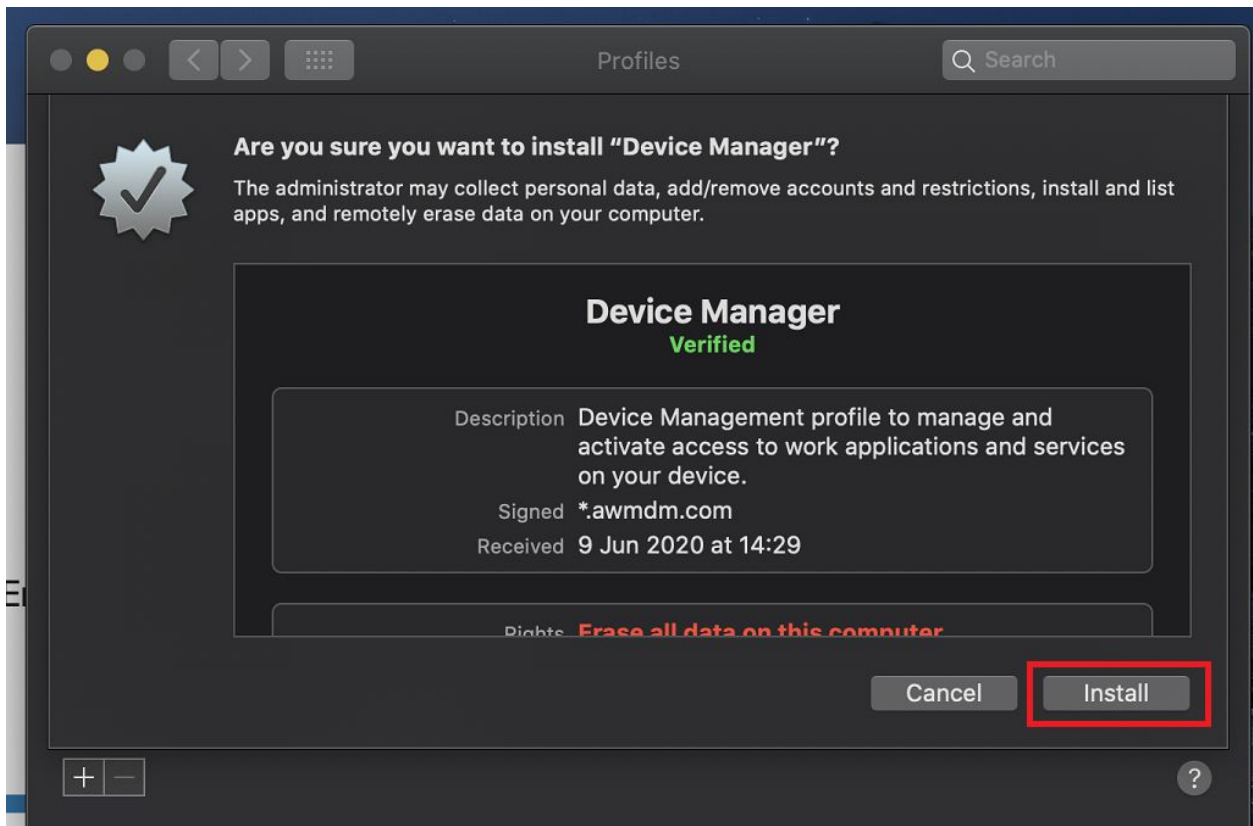 Profiles
Search
Are you sure you want to install “Device Manager”?
The administrator may collect personal data, add/remove accounts and restrictions, install and list
apps, and remotely erase data on your computer.
Device Manager
Verified
Description Device Management profile to manage and
activate access to work applications and services
on your device.
Signed *.awmdm.com
Received 9 Jun 2020 at 14:29
Rights Erase all data on this computer
Cancel Install
+ −
?